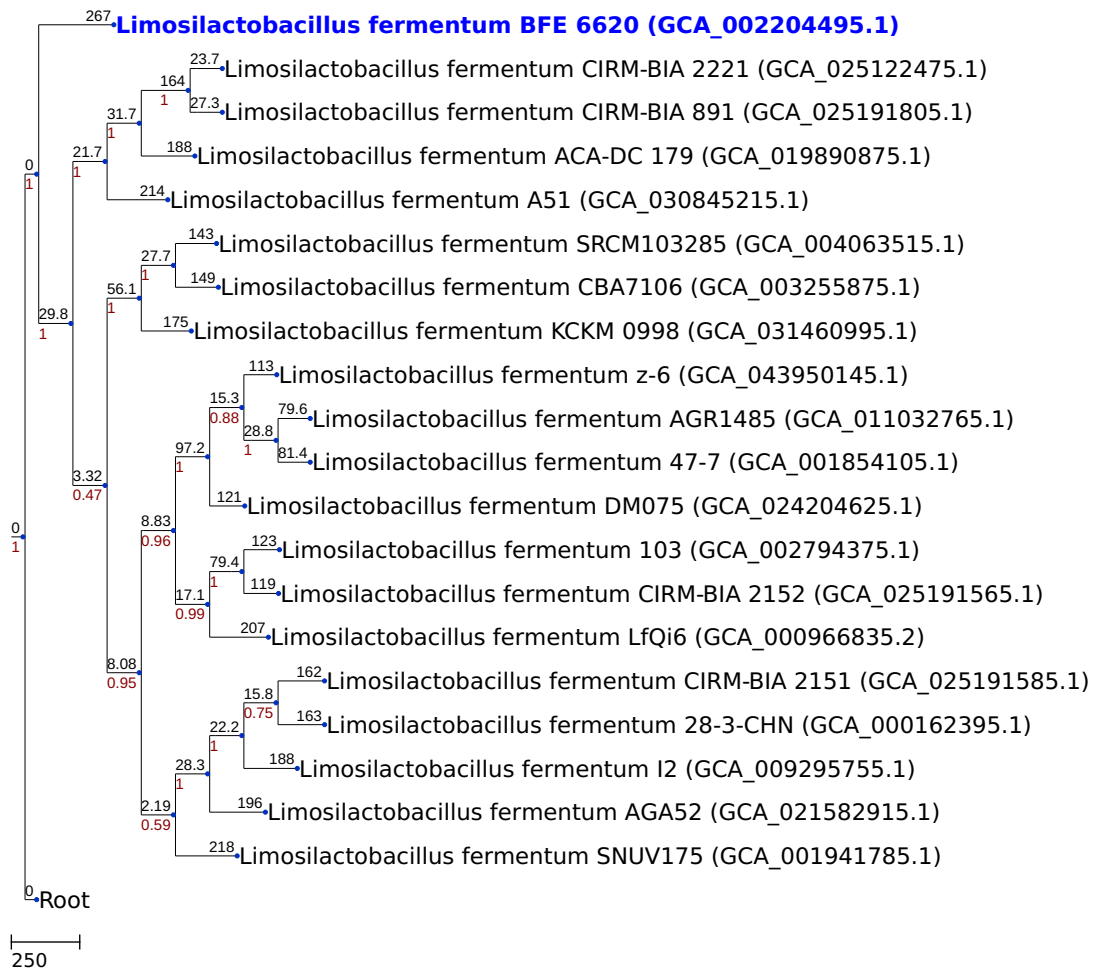 267
Limosilactobacillus fermentum BFE 6620 (GCA_002204495.1)
23.7
Limosilactobacillus fermentum CIRM-BIA 2221 (GCA_025122475.1)
164
1
27.3
Limosilactobacillus fermentum CIRM-BIA 891 (GCA_025191805.1)
31.7
1
188
Limosilactobacillus fermentum ACA-DC 179 (GCA_019890875.1)
21.7
1
0
1
214
Limosilactobacillus fermentum A51 (GCA_030845215.1)
143
Limosilactobacillus fermentum SRCM103285 (GCA_004063515.1)
27.7
1
149
Limosilactobacillus fermentum CBA7106 (GCA_003255875.1)
56.1
1
29.8
1
175
Limosilactobacillus fermentum KCKM 0998 (GCA_031460995.1)
113
Limosilactobacillus fermentum z-6 (GCA_043950145.1)
15.3
0.88
79.6
Limosilactobacillus fermentum AGR1485 (GCA_011032765.1)
28.8
1
97.2
1
81.4
Limosilactobacillus fermentum 47-7 (GCA_001854105.1)
3.32
0.47
121
Limosilactobacillus fermentum DM075 (GCA_024204625.1)
8.83
0.96
0
1
123
Limosilactobacillus fermentum 103 (GCA_002794375.1)
79.4
1
119
Limosilactobacillus fermentum CIRM-BIA 2152 (GCA_025191565.1)
17.1
0.99
207
Limosilactobacillus fermentum LfQi6 (GCA_000966835.2)
8.08
0.95
162
Limosilactobacillus fermentum CIRM-BIA 2151 (GCA_025191585.1)
15.8
0.75
163
Limosilactobacillus fermentum 28-3-CHN (GCA_000162395.1)
22.2
1
188
Limosilactobacillus fermentum I2 (GCA_009295755.1)
28.3
1
196
Limosilactobacillus fermentum AGA52 (GCA_021582915.1)
2.19
0.59
218
Limosilactobacillus fermentum SNUV175 (GCA_001941785.1)
0
Root
250